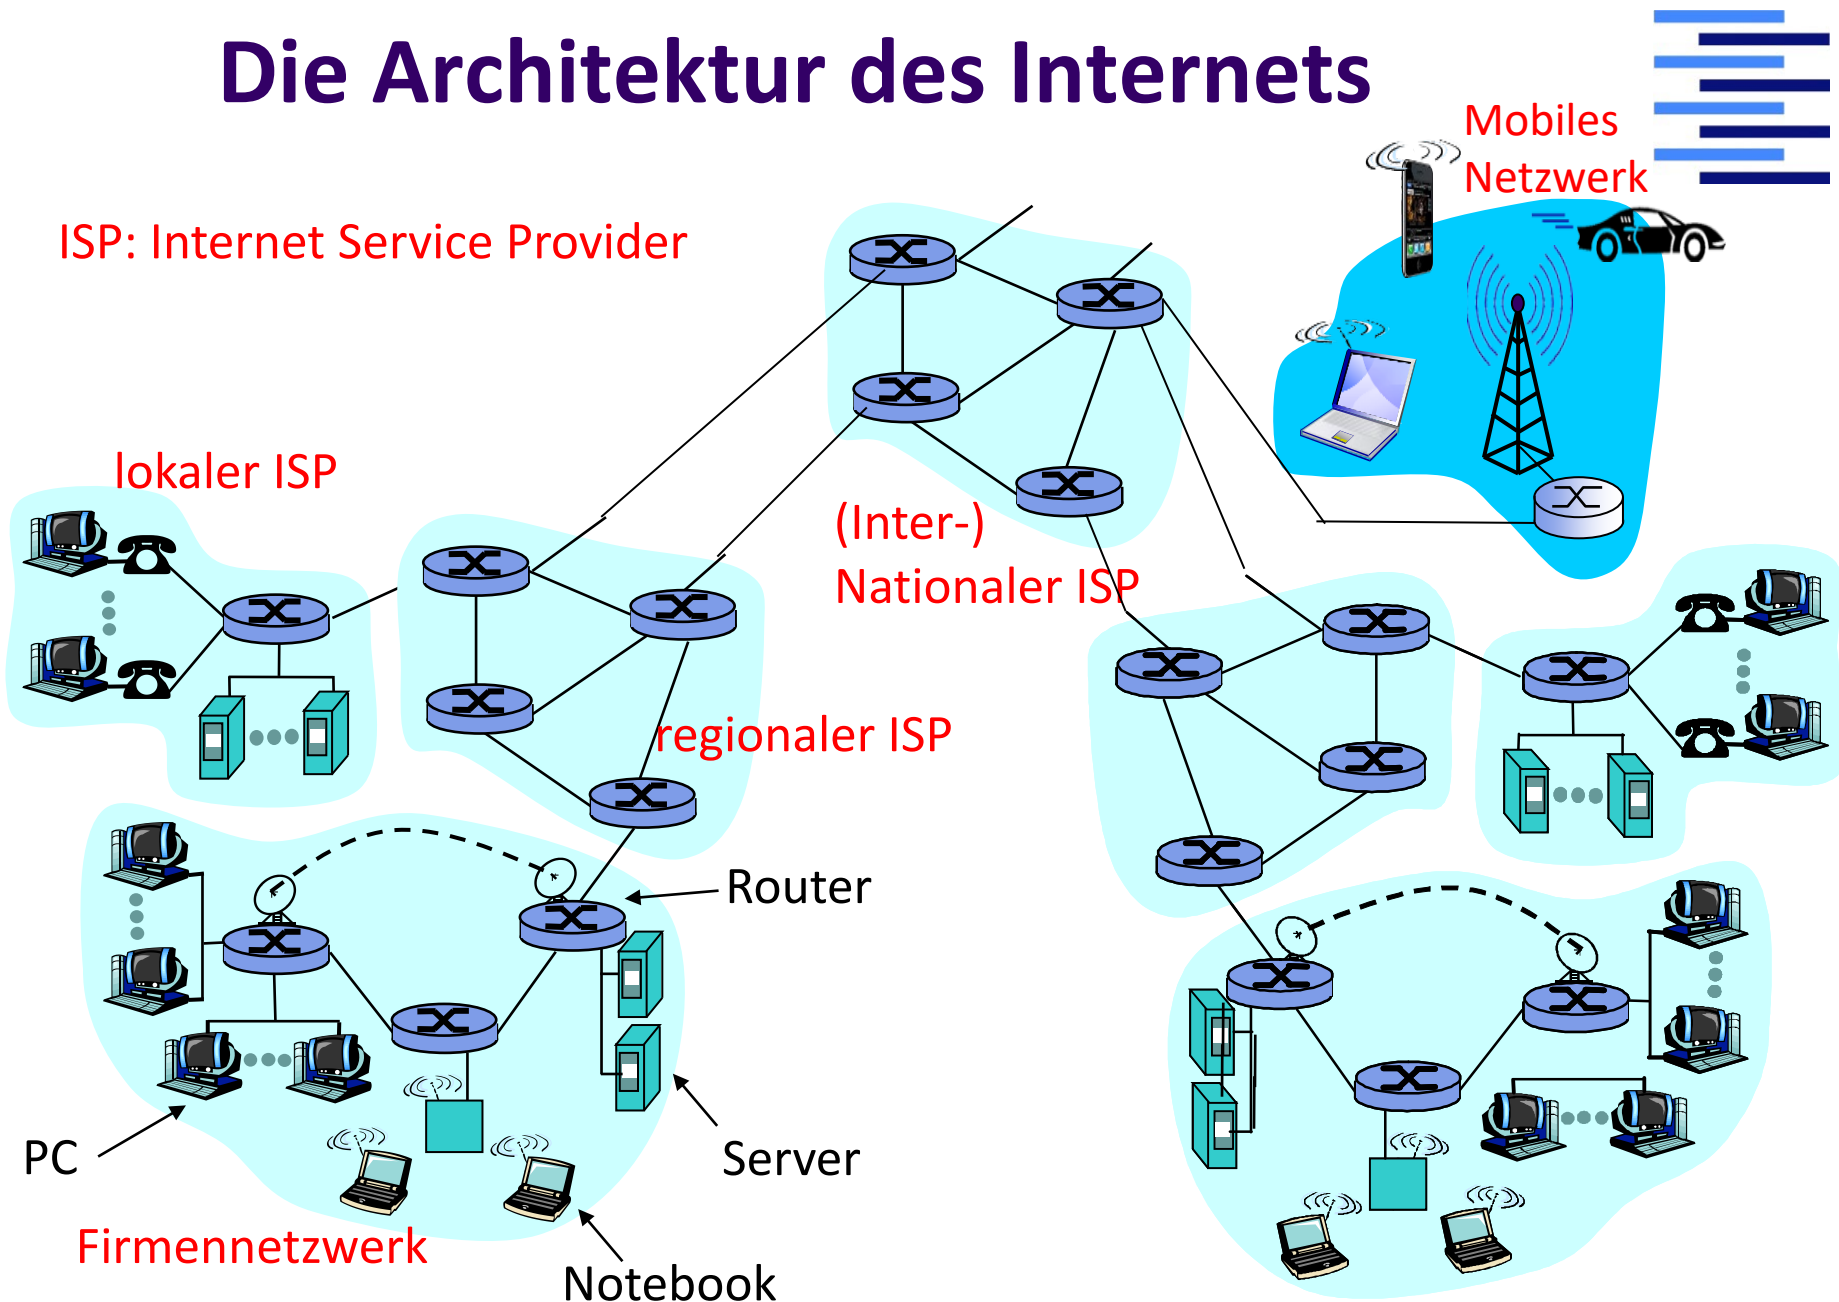 Die Architektur des Internets
Mobiles
Netzwerk
ISP: Internet Service Provider
lokaler ISP
(Inter-)
Nationaler ISP
regionaler ISP
Router
PC
Server
Firmennetzwerk
Notebook